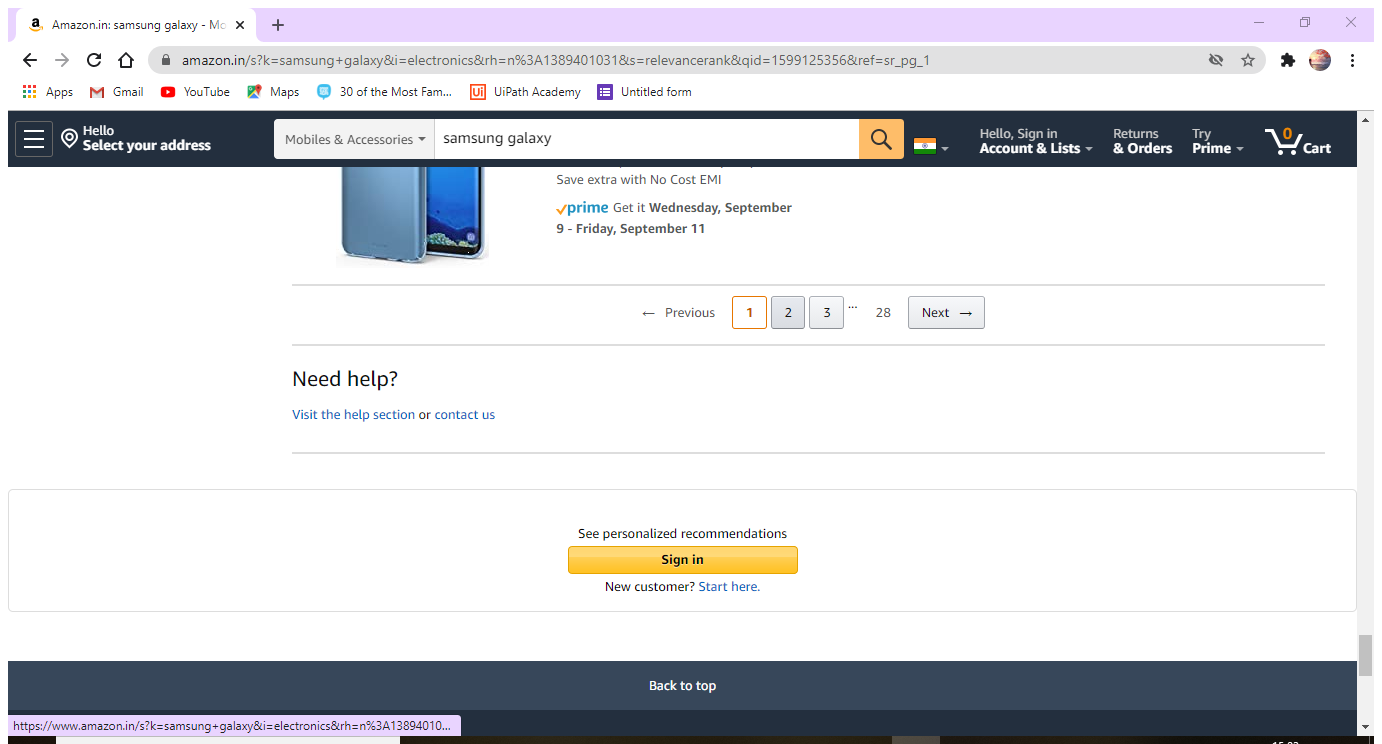 Amazon.in: samsung galaxy - Mo
amazon.in/s?k=samsung+galaxy&i=electronics&rh=n%3A1389401031&s=relevancerank&qid=1599125356&ref=sr_pg_1
Apps Gmail YouTube Maps 30 of the Most Fam... Ui UiPath Academy Untitled form
Hello
Select your address
Mobiles & Accessories
samsung galaxy
Hello, Sign in
Account & Lists
Returns
& Orders
Try
Prime
0
Cart
Save extra with No Cost EMI
prime Get it Wednesday, September
9 - Friday, September 11
← Previous 1 2 3 ... 28 Next →
Need help?
Visit the help section or contact us
See personalized recommendations
Sign in
New customer? Start here.
Back to top
https://www.amazon.in/s?k=samsung+galaxy&i=electronics&rh=n%3A13894010...